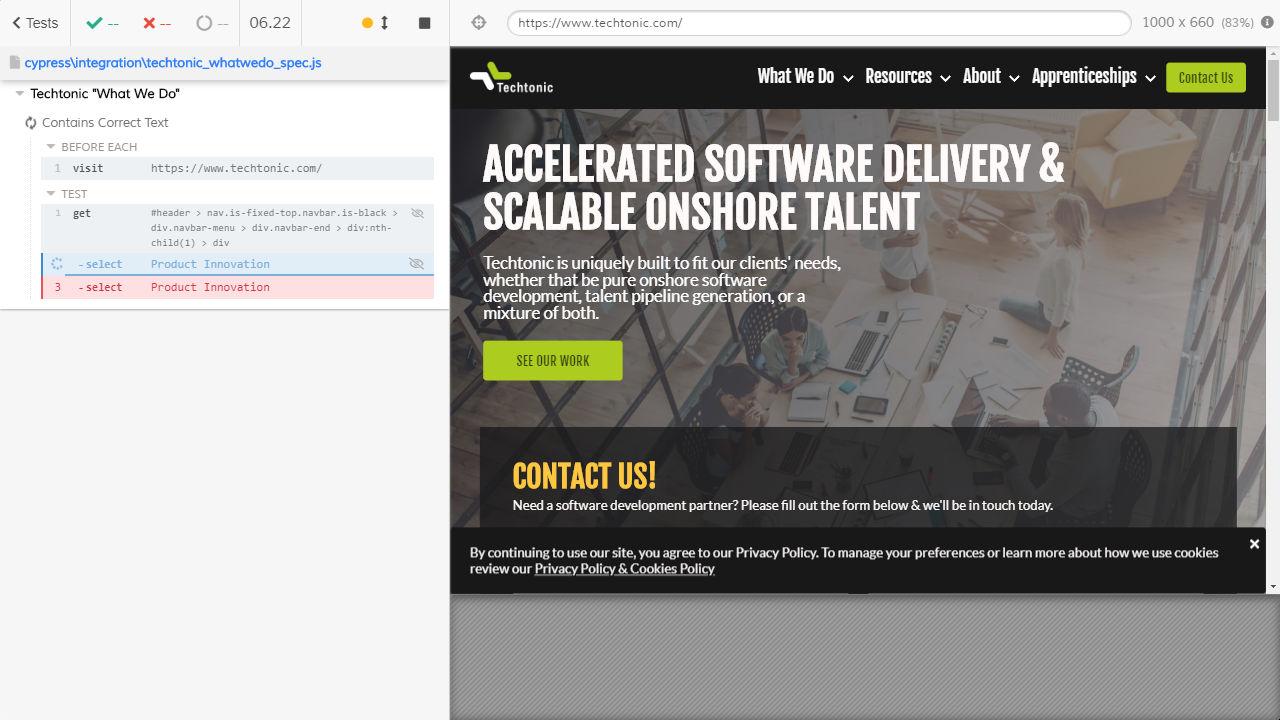 Tests
--
--
--
06.22
https://www.techtonic.com/
1000 x 660 (83%)
cypress\integration\techtonic_whatwedo_spec.js
Techtonic "What We Do"
Contains Correct Text
BEFORE EACH
1 visit https://www.techtonic.com/
TEST
1 get #header > nav.is-fixed-top.navbar.is-black >
div.navbar-menu > div.navbar-end > div:nth-
child(1) > div
-select Product Innovation
3 -select Product Innovation
Techtonic
What We Do
Resources
About
Apprenticeships
Contact Us
ACCELERATED SOFTWARE DELIVERY &
SCALABLE ONSHORE TALENT
Techtonic is uniquely built to fit our clients' needs,
whether that be pure onshore software
development, talent pipeline generation, or a
mixture of both.
SEE OUR WORK
CONTACT US!
Need a software development partner? Please fill out the form below & we'll be in touch today.
By continuing to use our site, you agree to our Privacy Policy. To manage your preferences or learn more about how we use cookies
review our Privacy Policy & Cookies Policy